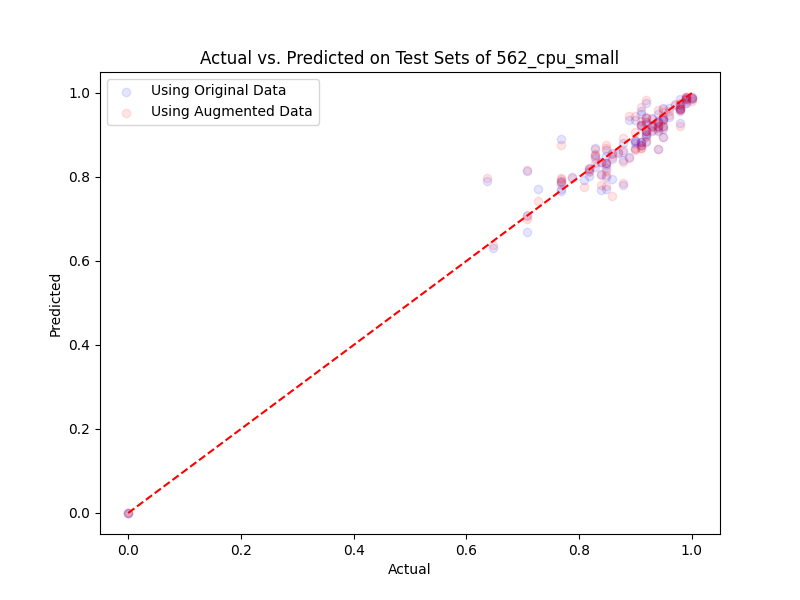 Actual vs. Predicted on Test Sets of 562_cpu_small
Using Original Data
Using Augmented Data
1.0
0.8
0.6
0.4
0.2
0.0
Predicted
0.0 0.2 0.4 0.6 0.8 1.0
Actual